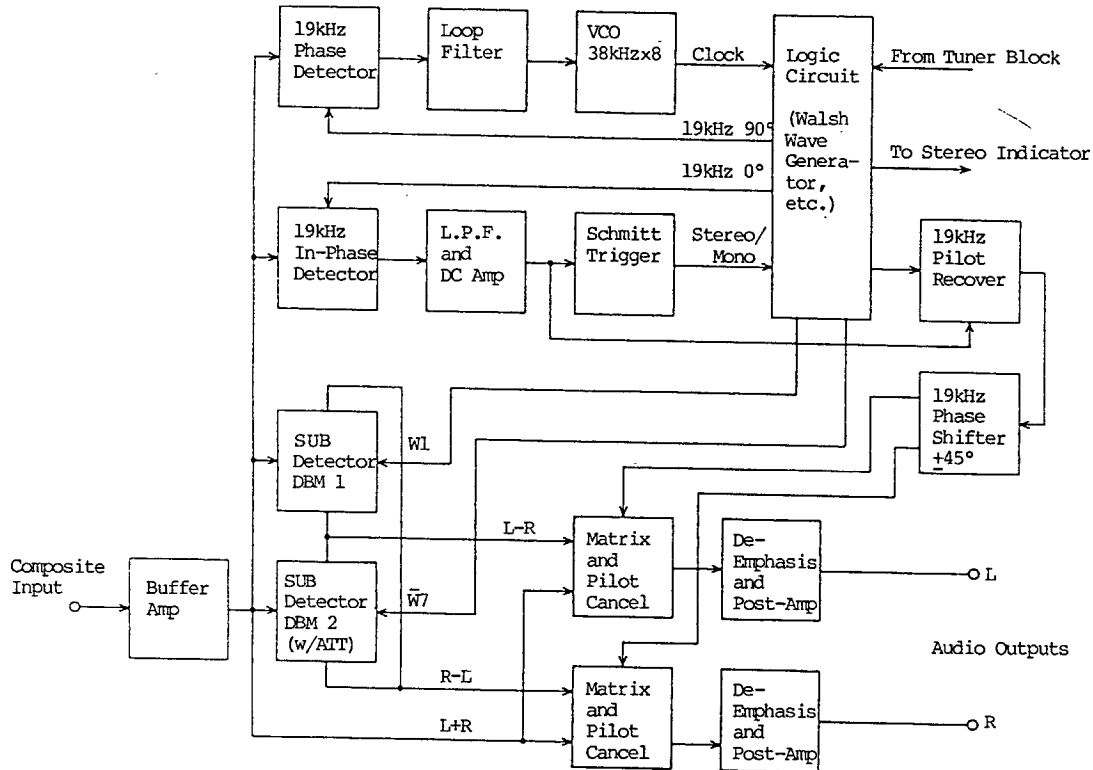 19kHz
Phase
Detector
Loop
Filter
VCO
38kHzx8
Clock
Logic
Circuit
(Walsh
Wave
Genera-
tor,
etc.)
From Tuner Block
To Stereo Indicator
19kHz 90°
19kHz 0°
19kHz
In-Phase
Detector
L.P.F.
and
DC Amp
Schmitt
Trigger
Stereo/
Mono
19kHz
Pilot
Recover
19kHz
Phase
Shifter
±45°
SUB
Detector
DBM 1
W1
L-R
Matrix
and
Pilot
Cancel
De-
Emphasis
and
Post-Amp
L
Composite
Input
Buffer
Amp
SUB
Detector
DBM 2
(w/ATT)
W̄7
Audio Outputs
R-L
L+R
Matrix
and
Pilot
Cancel
De-
Emphasis
and
Post-Amp
R